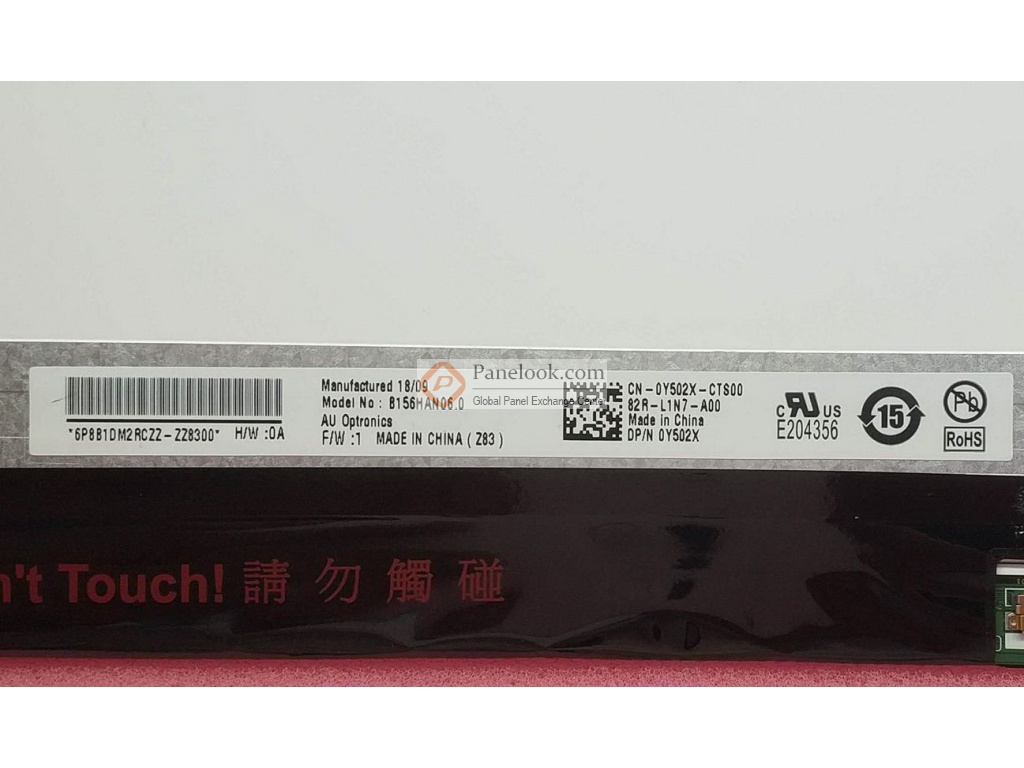 Panelook.com
Global Panel Exchange Center
*6P8B1DM2RCZZ-ZZ8300* H/W :0A
Manufactured 18/09
Model No : B156HAN06.0
AU Optronics
F/W :1 MADE IN CHINA ( Z83 )
CN - 0Y502X-CTS00
82R-L1N7-A00
Made in China
DP/N 0Y502X
c RU US
E204356
15
Pb
RoHS
n't Touch! 請勿觸碰